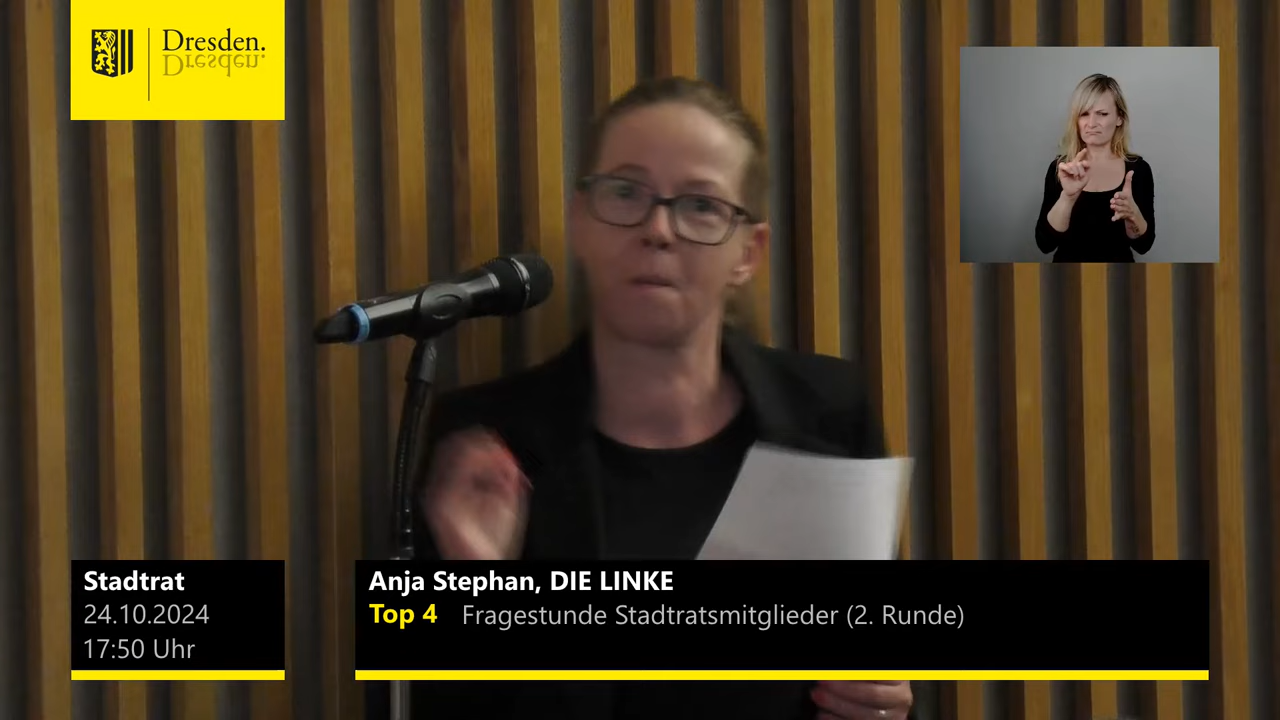 Dresden.
Dresden.
Stadtrat
24.10.2024
17:50 Uhr
Anja Stephan, DIE LINKE
Top 4 Fragestunde Stadtratsmitglieder (2. Runde)